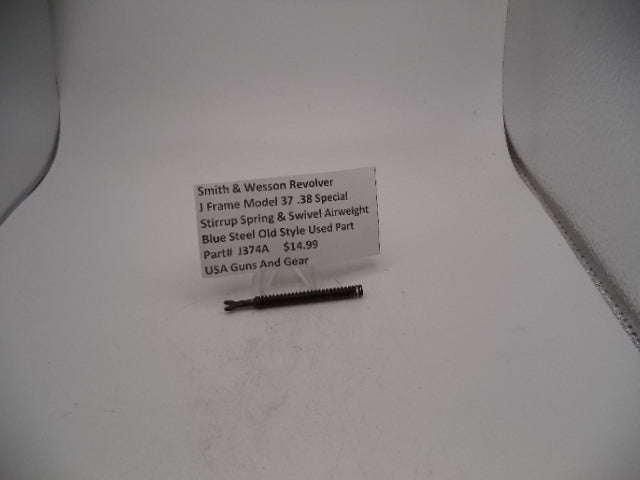 Smith & Wesson Revolver
J Frame Model 37 .38 Special
Stirrup Spring & Swivel Airweight
Blue Steel Old Style Used Part
Part# J374A $14.99
USA Guns And Gear